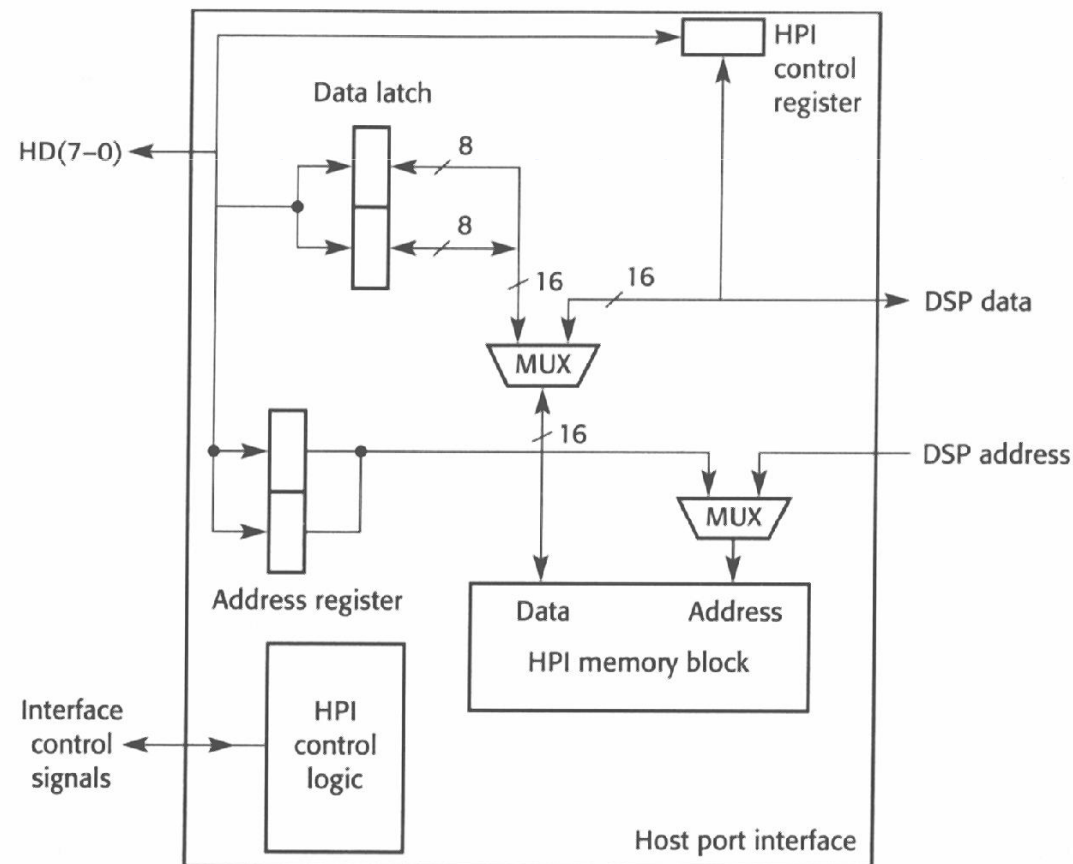 HPI
control
register
Data latch
HD(7–0)
8
8
16
16
DSP data
MUX
16
DSP address
MUX
Address register
Data
Address
HPI memory block
Interface
control
signals
HPI
control
logic
Host port interface